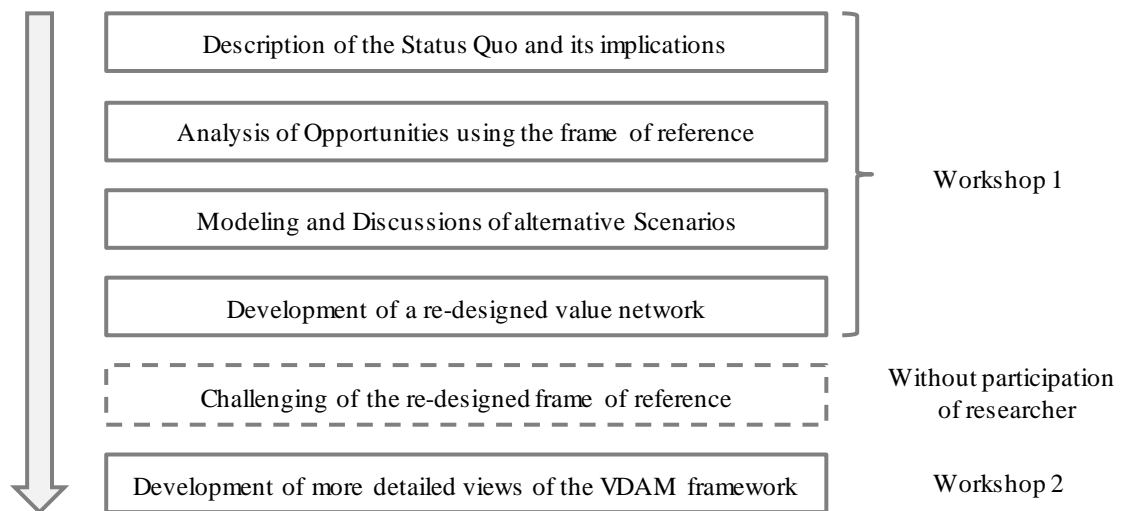 Description of the Status Quo and its implications
Analysis of Opportunities using the frame of reference
Modeling and Discussions of alternative Scenarios
Development of a re-designed value network
Workshop 1
Challenging of the re-designed frame of reference
Without participation
of researcher
Development of more detailed views of the VDAM framework
Workshop 2